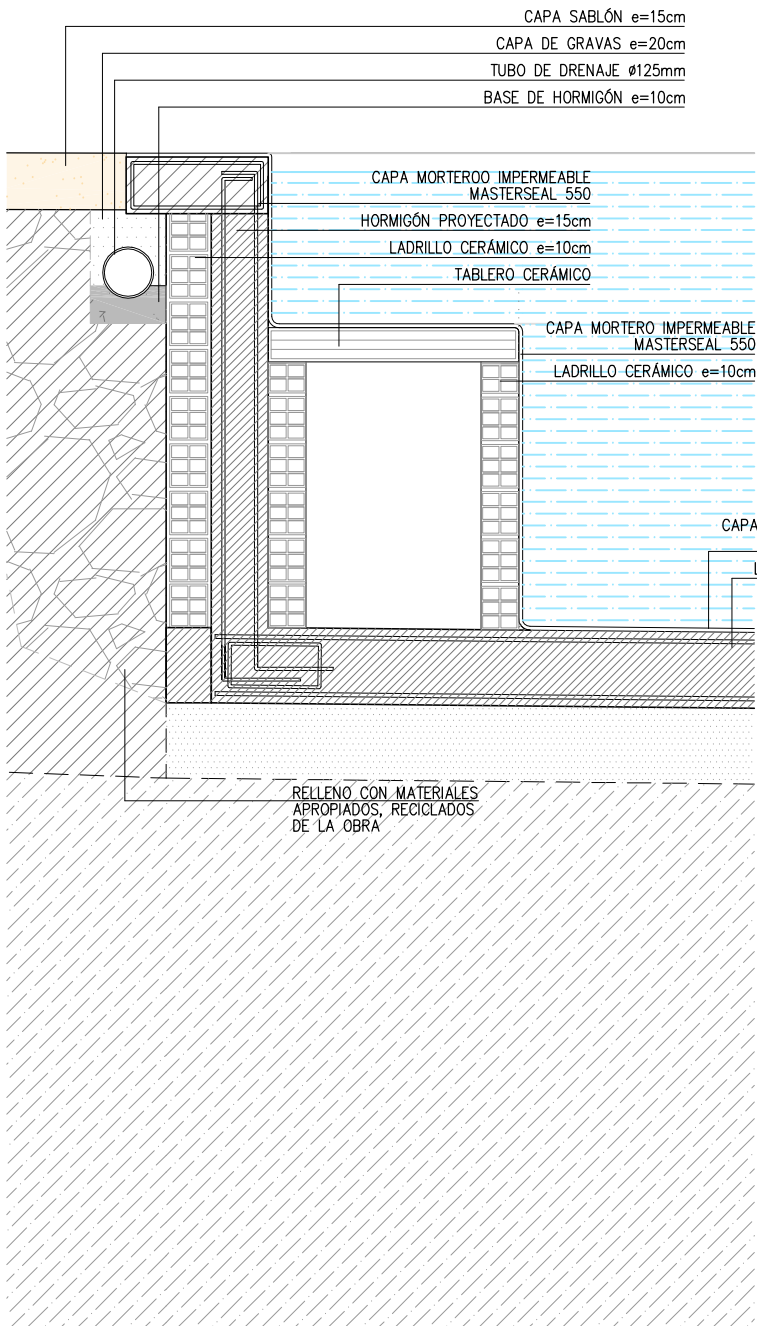 CAPA SABLÓN e=15cm
CAPA DE GRAVAS e=20cm
TUBO DE DRENAJE ø125mm
BASE DE HORMIGÓN e=10cm
CAPA MORTEROO IMPERMEABLE
MASTERSEAL 550
HORMIGÓN PROYECTADO e=15cm
LADRILLO CERÁMICO e=10cm
TABLERO CERÁMICO
CAPA MORTERO IMPERMEABLE
MASTERSEAL 550
LADRILLO CERÁMICO e=10cm
CAPA
RELLENO CON MATERIALES
APROPIADOS, RECICLADOS
DE LA OBRA